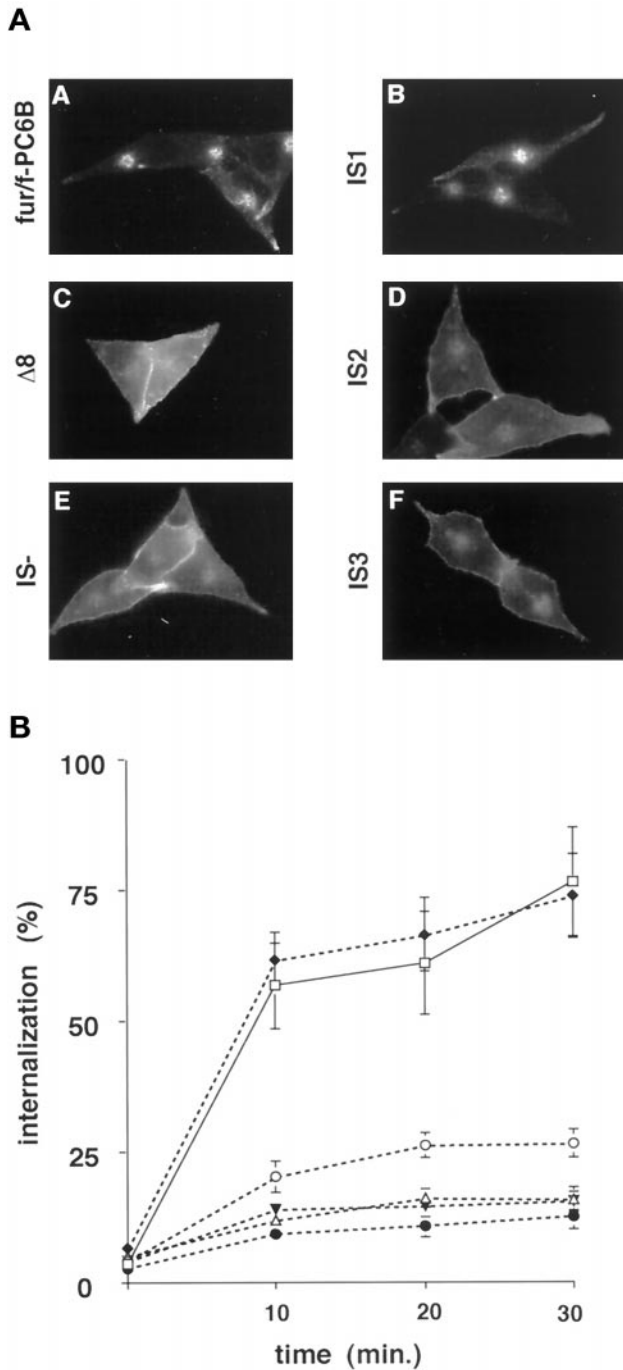 A
fur/f-PC6B
A
IS1
B
Δ8
C
IS2
D
IS-
E
IS3
F
B
100
75
50
25
0
internalization (%)
10
20
30
time (min.)